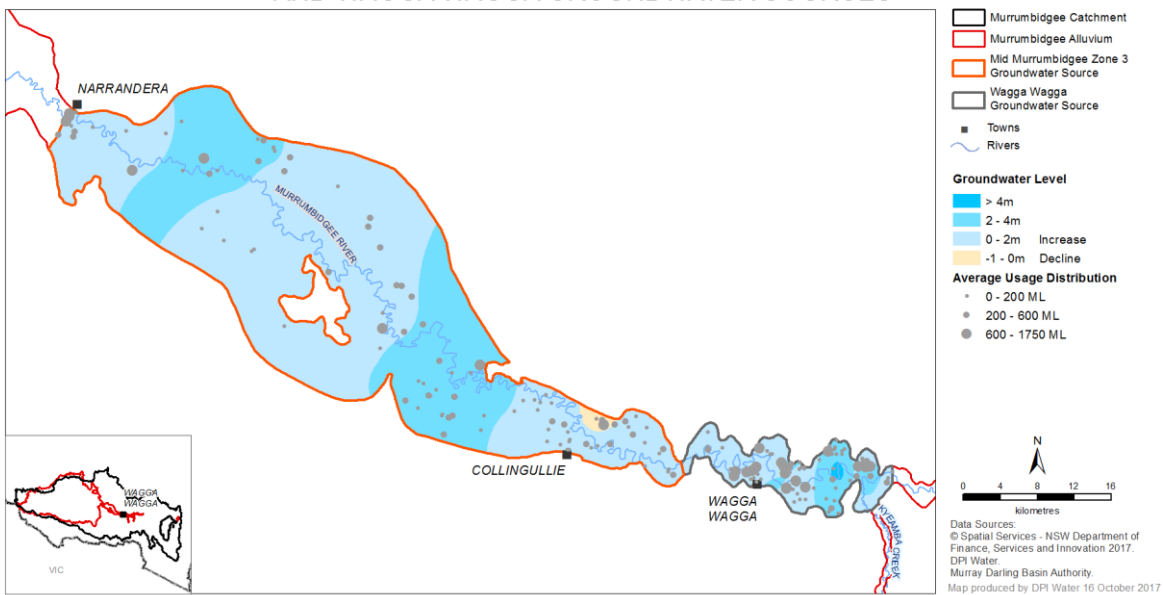 NARRANDERA
MURRUMBIDGEE RIVER
COLLINGULLIE
WAGGA
WAGGA
KYEAMBA
CREEK
WAGGA
WAGGA
VIC
Murrumbidgee Catchment
Murrumbidgee Alluvium
Mid Murrumbidgee Zone 3
Groundwater Source
Wagga Wagga
Groundwater Source
Towns
Rivers
Groundwater Level
> 4m
2 - 4m
0 - 2m Increase
-1 - 0m Decline
Average Usage Distribution
0 - 200 ML
200 - 600 ML
600 - 1750 ML
N
0 4 8 12 16
kilometres
Data Sources:
© Spatial Services - NSW Department of
Finance, Services and Innovation 2017.
DPI Water.
Murray Darling Basin Authority.
Map produced by DPI Water 16 October 2017